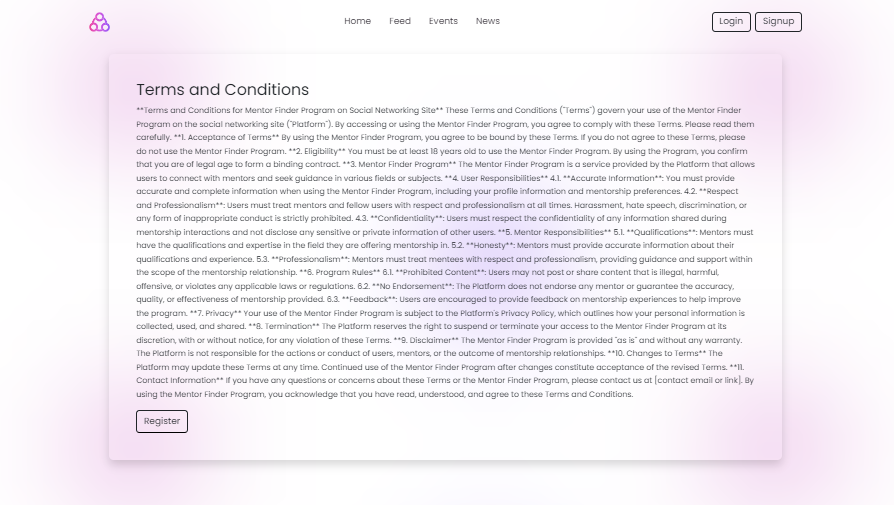 Home Feed Events News Login Signup
Terms and Conditions
**Terms and Conditions for Mentor Finder Program on Social Networking Site** These Terms and Conditions ("Terms") govern your use of the Mentor Finder
Program on the social networking site ("Platform"). By accessing or using the Mentor Finder Program, you agree to comply with these Terms. Please read them
carefully. **1. Acceptance of Terms** By using the Mentor Finder Program, you agree to be bound by these Terms. If you do not agree to these Terms, please
do not use the Mentor Finder Program. **2. Eligibility** You must be at least 18 years old to use the Mentor Finder Program. By using the Program, you confirm
that you are of legal age to form a binding contract. **3. Mentor Finder Program** The Mentor Finder Program is a service provided by the Platform that allows
users to connect with mentors and seek guidance in various fields or subjects. **4. User Responsibilities** 4.1. **Accurate Information**: You must provide
accurate and complete information when using the Mentor Finder Program, including your profile information and mentorship preferences. 4.2. **Respect
and Professionalism**: Users must treat mentors and fellow users with respect and professionalism at all times. Harassment, hate speech, discrimination, or
any form of inappropriate conduct is strictly prohibited. 4.3. **Confidentiality**: Users must respect the confidentiality of any information shared during
mentorship interactions and not disclose any sensitive or private information of other users. **5. Mentor Responsibilities** 5.1. **Qualifications**: Mentors must
have the qualifications and expertise in the field they are offering mentorship in. 5.2. **Honesty**: Mentors must provide accurate information about their
qualifications and experience. 5.3. **Professionalism**: Mentors must treat mentees with respect and professionalism, providing guidance and support within
the scope of the mentorship relationship. **6. Program Rules** 6.1. **Prohibited Content**: Users may not post or share content that is illegal, harmful,
offensive, or violates any applicable laws or regulations. 6.2. **No Endorsement**: The Platform does not endorse any mentor or guarantee the accuracy,
quality, or effectiveness of mentorship provided. 6.3. **Feedback**: Users are encouraged to provide feedback on mentorship experiences to help improve
the program. **7. Privacy** Your use of the Mentor Finder Program is subject to the Platform's Privacy Policy, which outlines how your personal information is
collected, used, and shared. **8. Termination** The Platform reserves the right to suspend or terminate your access to the Mentor Finder Program at its
discretion, with or without notice, for any violation of these Terms. **9. Disclaimer** The Mentor Finder Program is provided "as is" and without any warranty.
The Platform is not responsible for the actions or conduct of users, mentors, or the outcome of mentorship relationships. **10. Changes to Terms** The
Platform may update these Terms at any time. Continued use of the Mentor Finder Program after changes constitute acceptance of the revised Terms. **11.
Contact Information** If you have any questions or concerns about these Terms or the Mentor Finder Program, please contact us at [contact email or link]. By
using the Mentor Finder Program, you acknowledge that you have read, understood, and agree to these Terms and Conditions.
Register